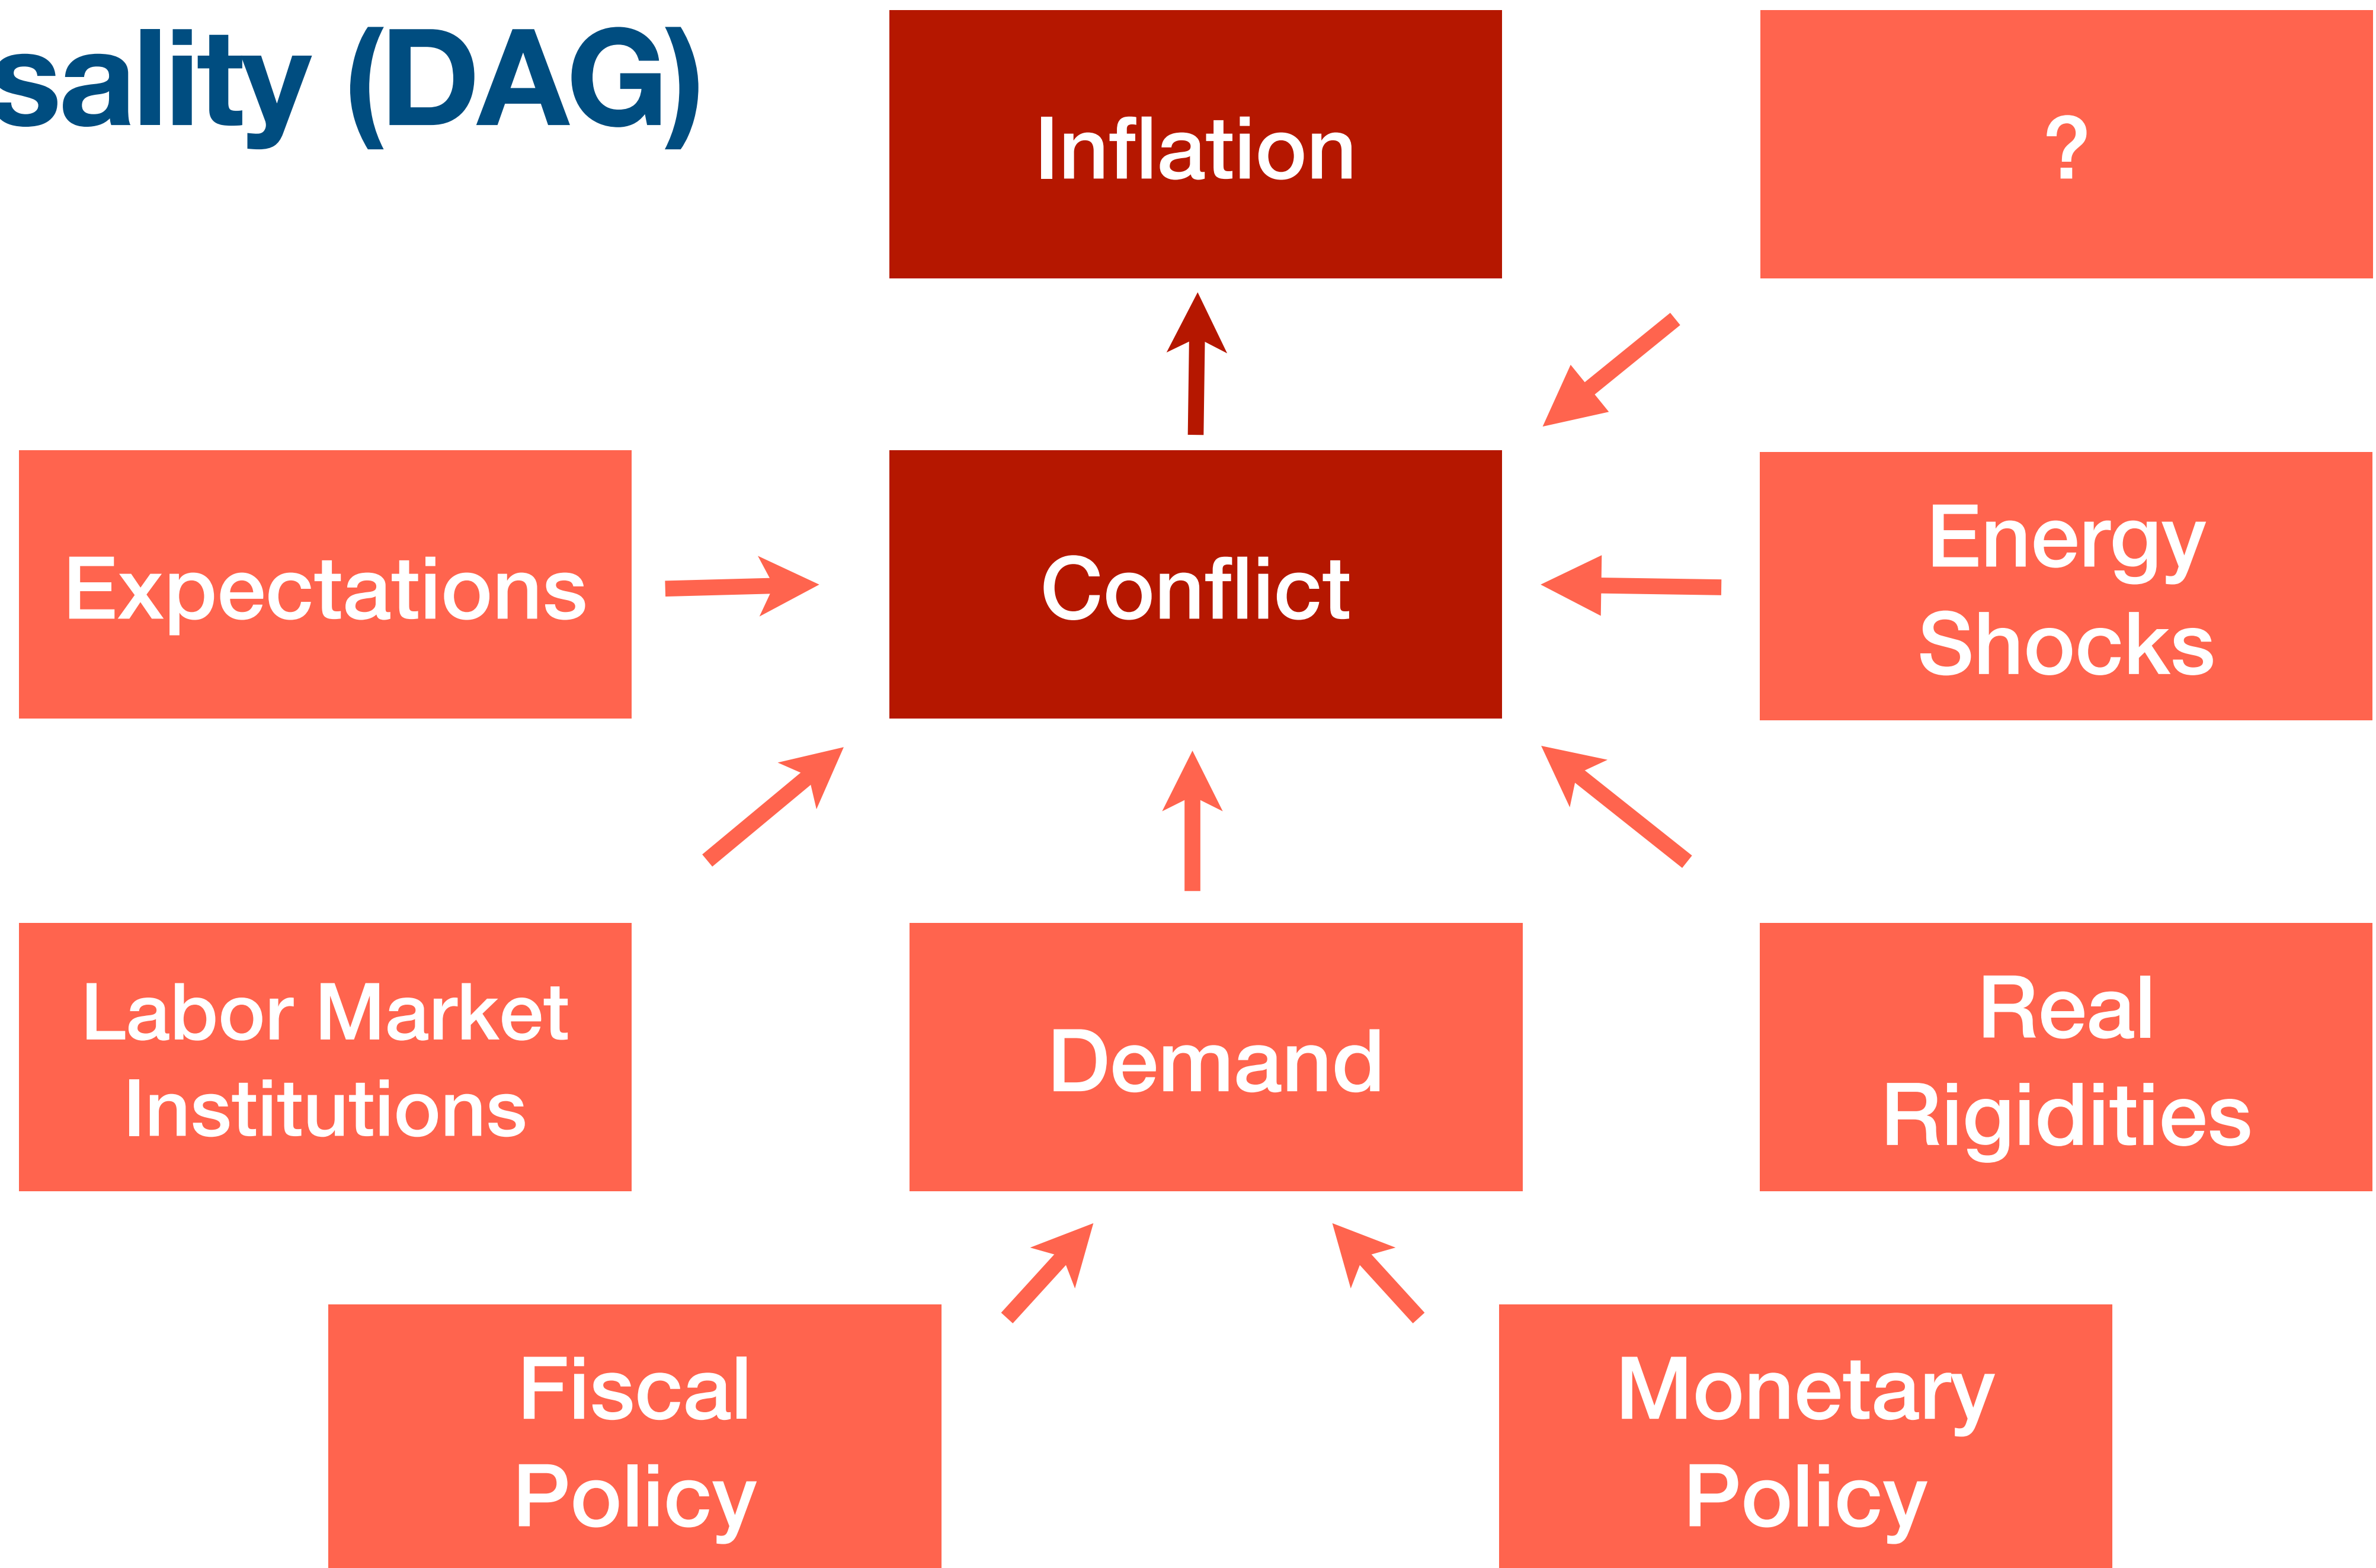 sality (DAG)
Inflation
?
Expectations
Conflict
Energy
Shocks
Labor Market
Institutions
Demand
Real
Rigidities
Fiscal
Policy
Monetary
Policy